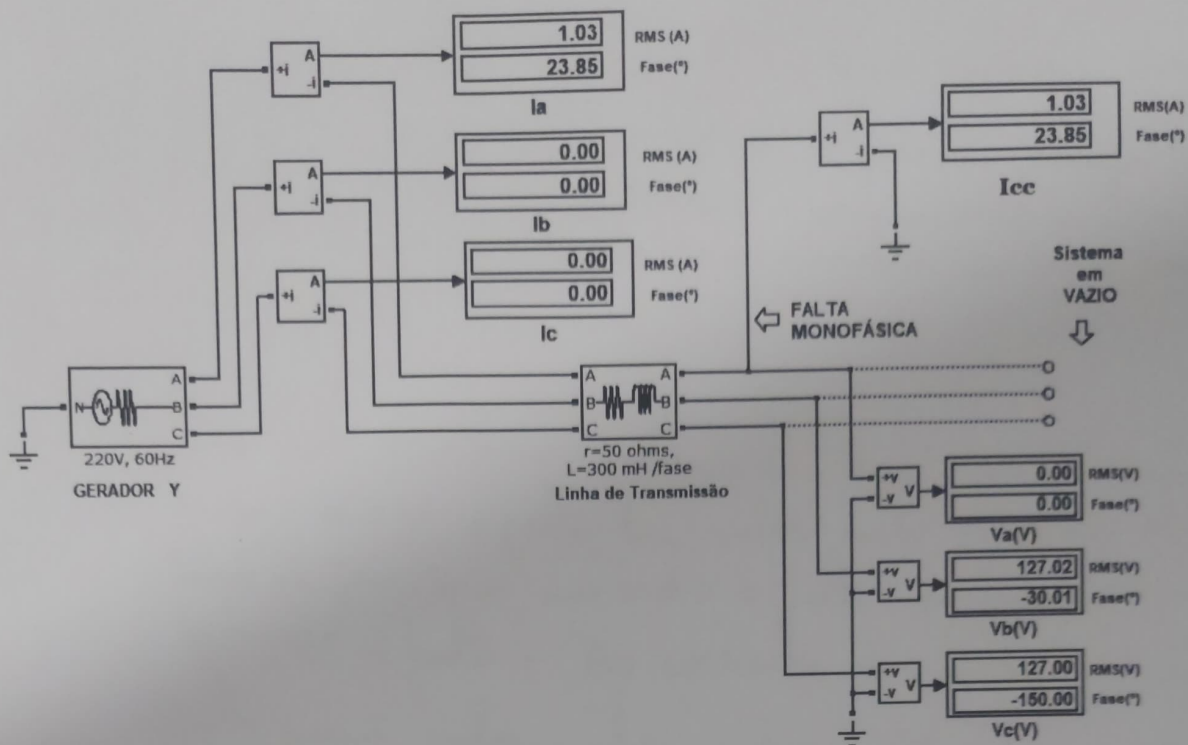 1.03 RMS (A)
23.85 Fase(°)
Ia
A
+i
-i
0.00 RMS (A)
0.00 Fase(°)
Ib
A
+i
-i
0.00 RMS (A)
0.00 Fase(°)
Ic
A
+i
-i
1.03 RMS(A)
23.85 Fase(°)
Icc
A
+i
-i
Sistema
em
VAZIO
FALTA
MONOFÁSICA
N A
B
C
220V, 60Hz
GERADOR Y
A A
B B
C C
r=50 ohms,
L=300 mH /fase
Linha de Transmissão
+v
-v V
0.00 RMS(V)
0.00 Fase(°)
Va(V)
+v
-v V
127.02 RMS(V)
-30.01 Fase(°)
Vb(V)
+v
-v V
127.00 RMS(V)
-150.00 Fase(°)
Vc(V)